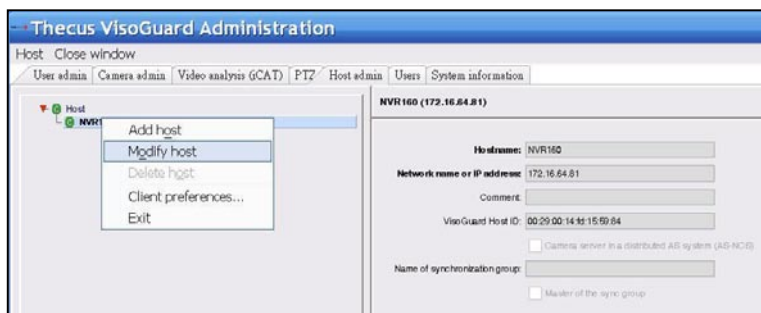 Thecus VisoGuard Administration
Host Close window
User admin Camera admin Video analysis (iCAT) PTZ Host admin Users System information
Host
NVR1
Add host
Modify host
Delete host
Client preferences...
Exit
NVR160 (172.16.64.81)
Hostname: NVR160
Network name or IP address: 172.16.64.81
Comment:
VisoGuard Host ID: 00:29:00:14:fd:15:59:84
Camera server in a distributed AS system (AS-NCS)
Name of synchronization group:
Master of the sync group